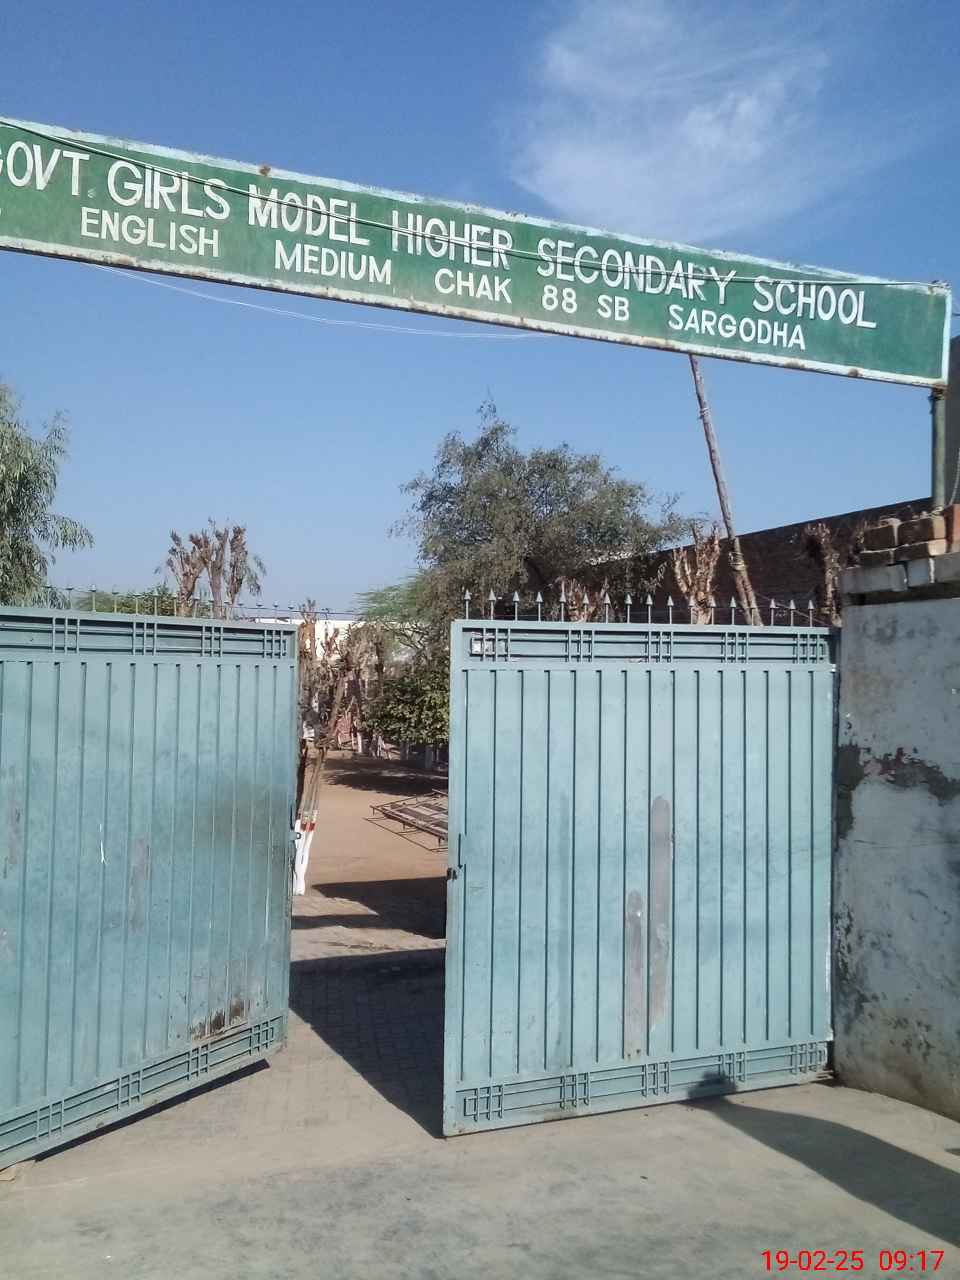 GOVT GIRLS MODEL HIGHER SECONDARY SCHOOL
ENGLISH MEDIUM CHAK 88 SB SARGODHA
19-02-25 09:17